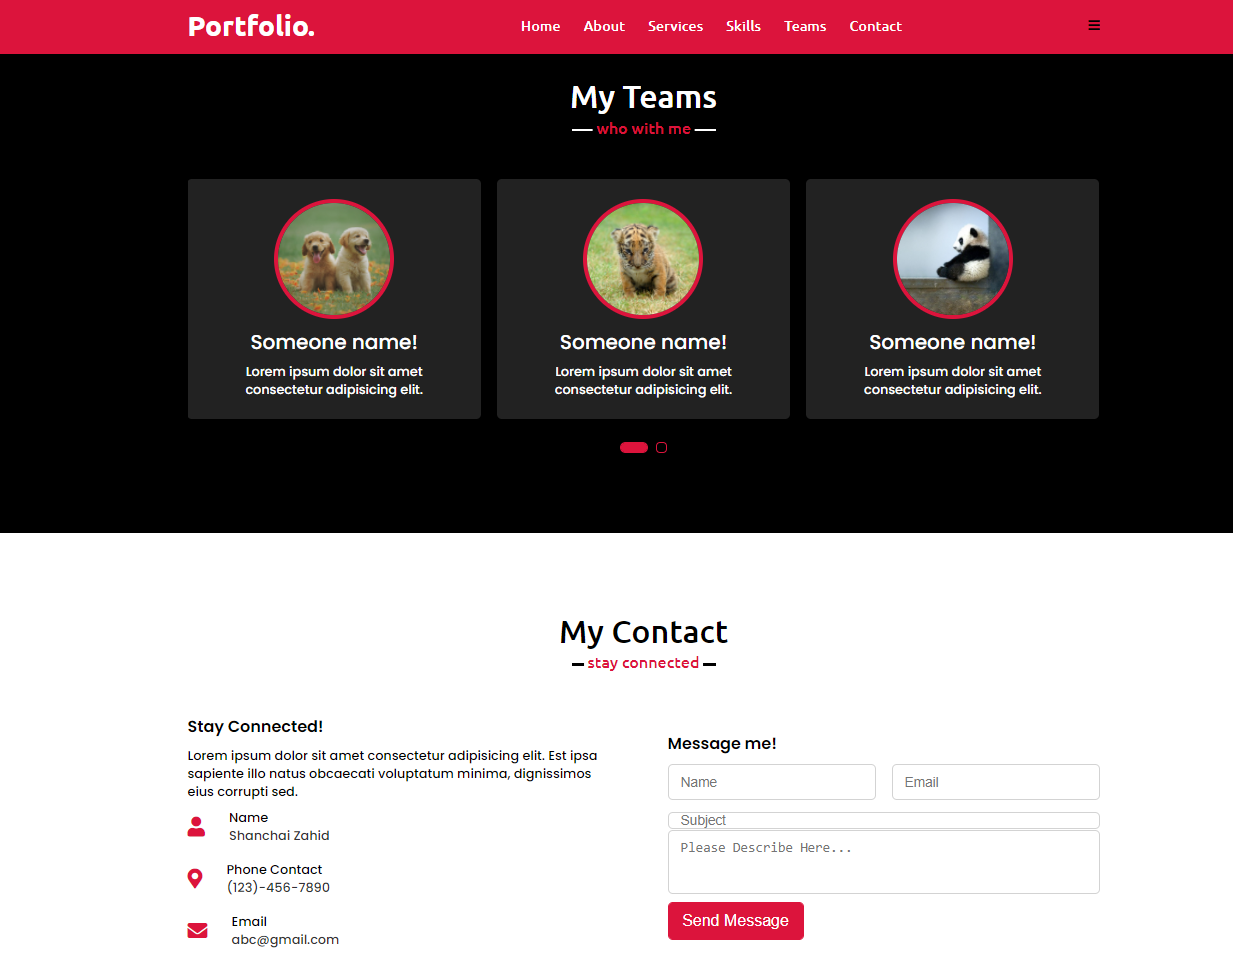 Portfolio.
Home About Services Skills Teams Contact
My Teams
who with me
Someone name!
Lorem ipsum dolor sit amet
consectetur adipisicing elit.
Someone name!
Lorem ipsum dolor sit amet
consectetur adipisicing elit.
Someone name!
Lorem ipsum dolor sit amet
consectetur adipisicing elit.
My Contact
stay connected
Stay Connected!
Lorem ipsum dolor sit amet consectetur adipisicing elit. Est ipsa
sapiente illo natus obcaecati voluptatum minima, dignissimos
eius corrupti sed.
Name
Shanchai Zahid
Phone Contact
(123)-456-7890
Email
abc@gmail.com
Message me!
Name
Email
Subject
Please Describe Here...
Send Message